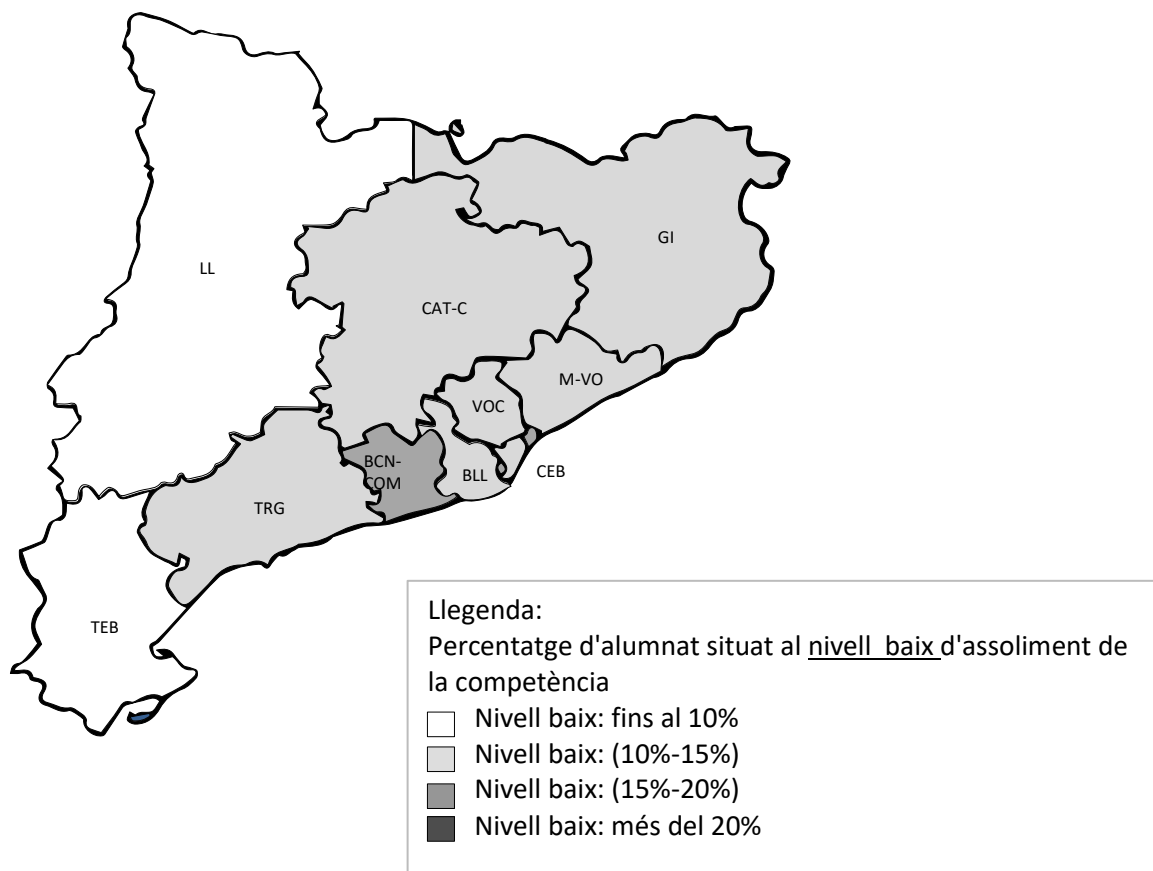 GI
LL
CAT-C
M-VO
VOC
BCN-
COM
BLL
CEB
TRG
TEB
Llegenda:
Percentatge d'alumnat situat al nivell baix d'assoliment de
la competència
Nivell baix: fins al 10%
Nivell baix: (10%-15%)
Nivell baix: (15%-20%)
Nivell baix: més del 20%